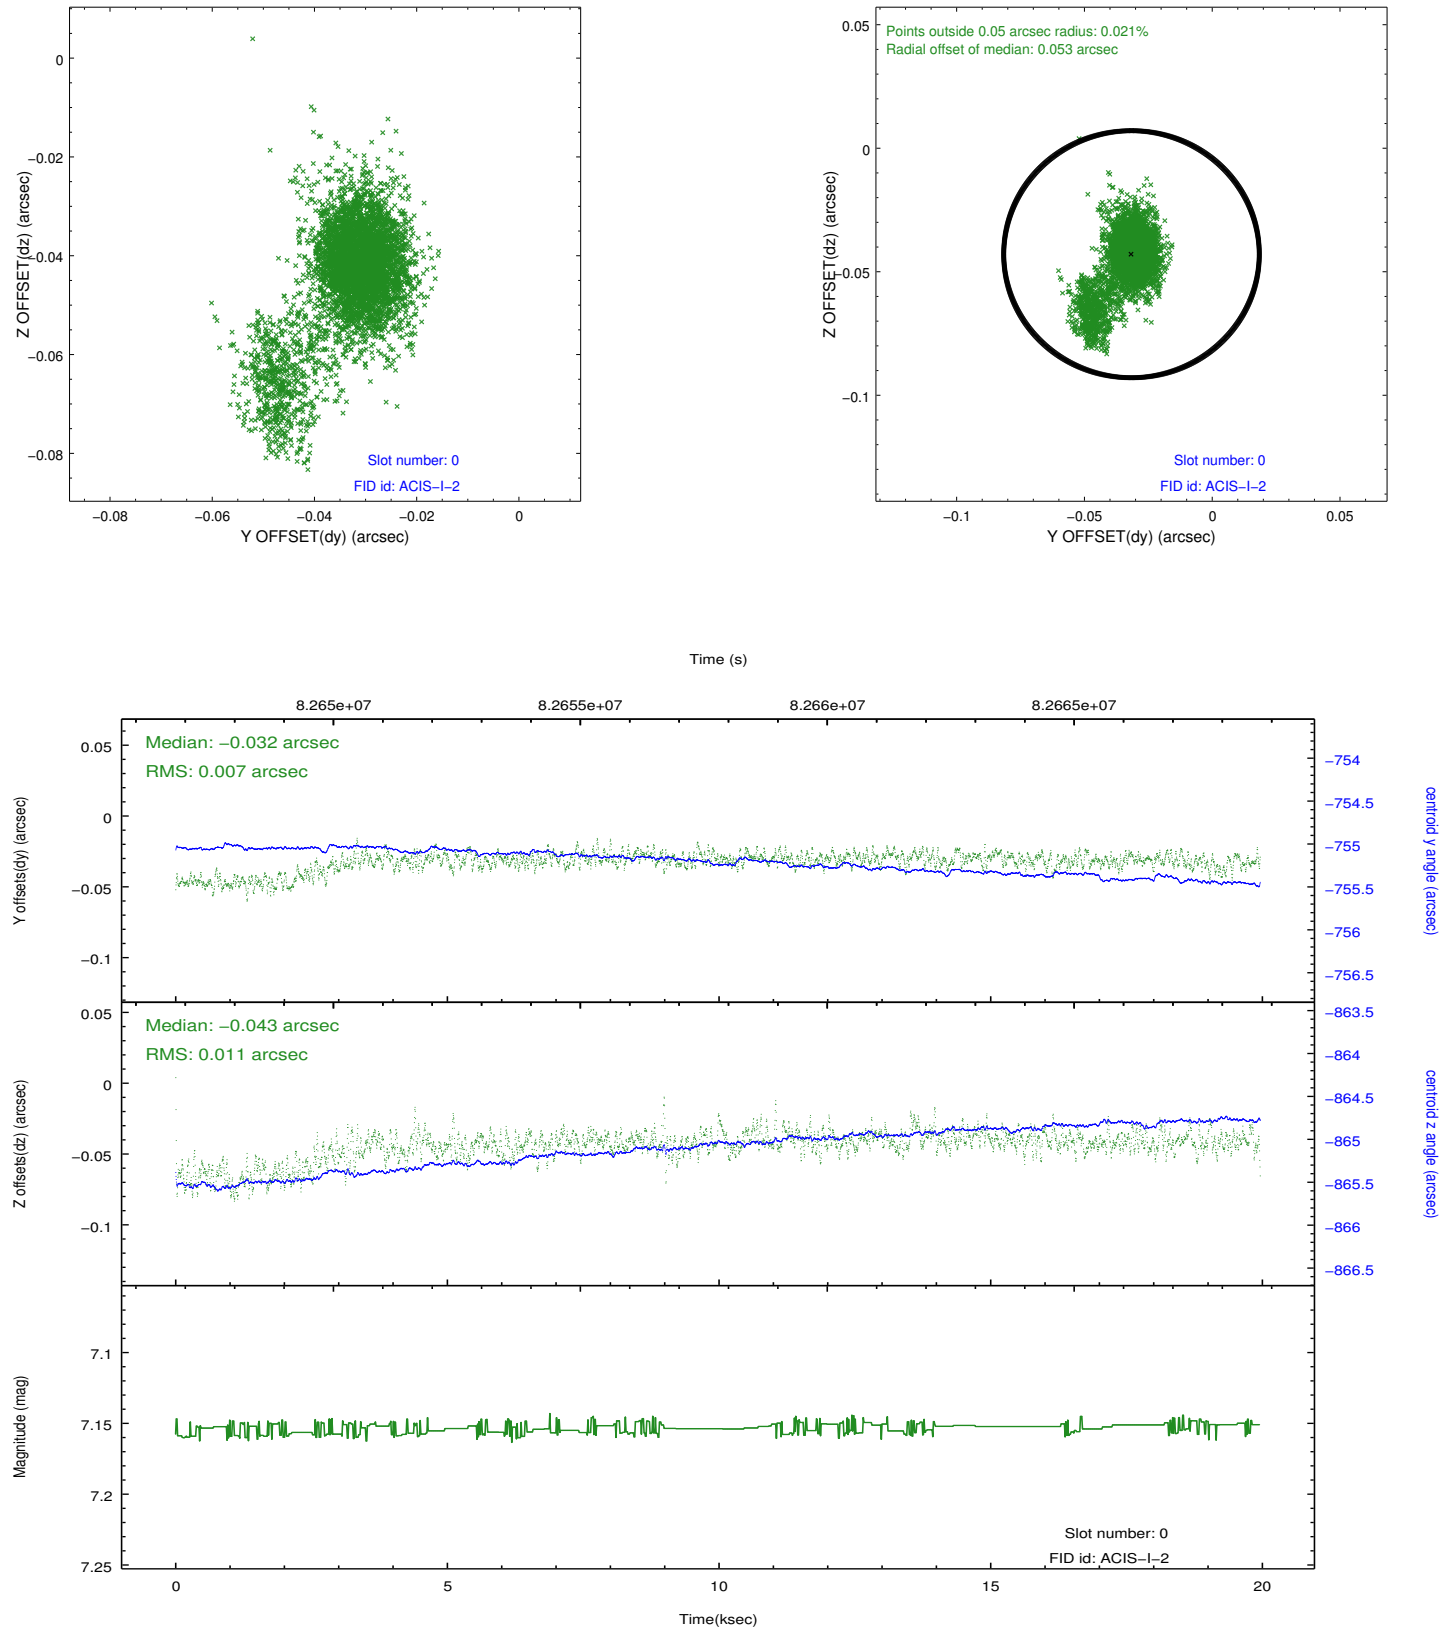 0
−0.02
−0.04
−0.06
−0.08
Z OFFSET(dz) (arcsec)
Slot number: 0
FID id: ACIS−I−2
−0.08
−0.06
−0.04
−0.02
0
Y OFFSET(dy) (arcsec)
Points outside 0.05 arcsec radius: 0.021%
Radial offset of median: 0.053 arcsec
0.05
0
−0.05
−0.1
Z OFFSET(dz) (arcsec)
Slot number: 0
FID id: ACIS−I−2
−0.1
−0.05
0
0.05
Y OFFSET(dy) (arcsec)
Time (s)
8.265e+07
8.2655e+07
8.266e+07
8.2665e+07
Median: −0.032 arcsec
RMS: 0.007 arcsec
0.05
0
−0.05
−0.1
Y offsets(dy) (arcsec)
−754
−754.5
−755
−755.5
−756
−756.5
centroid y angle (arcsec)
Median: −0.043 arcsec
RMS: 0.011 arcsec
0.05
0
−0.05
−0.1
Z offsets(dz) (arcsec)
−863.5
−864
−864.5
−865
−865.5
−866
−866.5
centroid z angle (arcsec)
7.1
7.15
7.2
7.25
Magnitude (mag)
Slot number: 0
FID id: ACIS−I−2
0
5
10
15
20
Time(ksec)